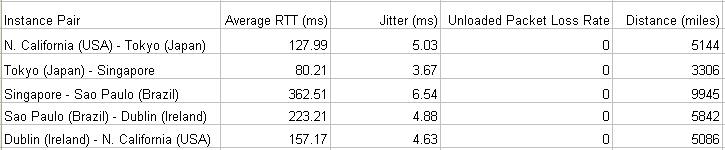 Instance Pair Average RTT (ms) Jitter (ms) Unloaded Packet Loss Rate Distance (miles)
N. California (USA) - Tokyo (Japan) 127.99 5.03 0 5144
Tokyo (Japan) - Singapore 80.21 3.67 0 3306
Singapore - Sao Paulo (Brazil) 362.51 6.54 0 9945
Sao Paulo (Brazil) - Dublin (Ireland) 223.21 4.88 0 5842
Dublin (Ireland) - N. California (USA) 157.17 4.63 0 5086